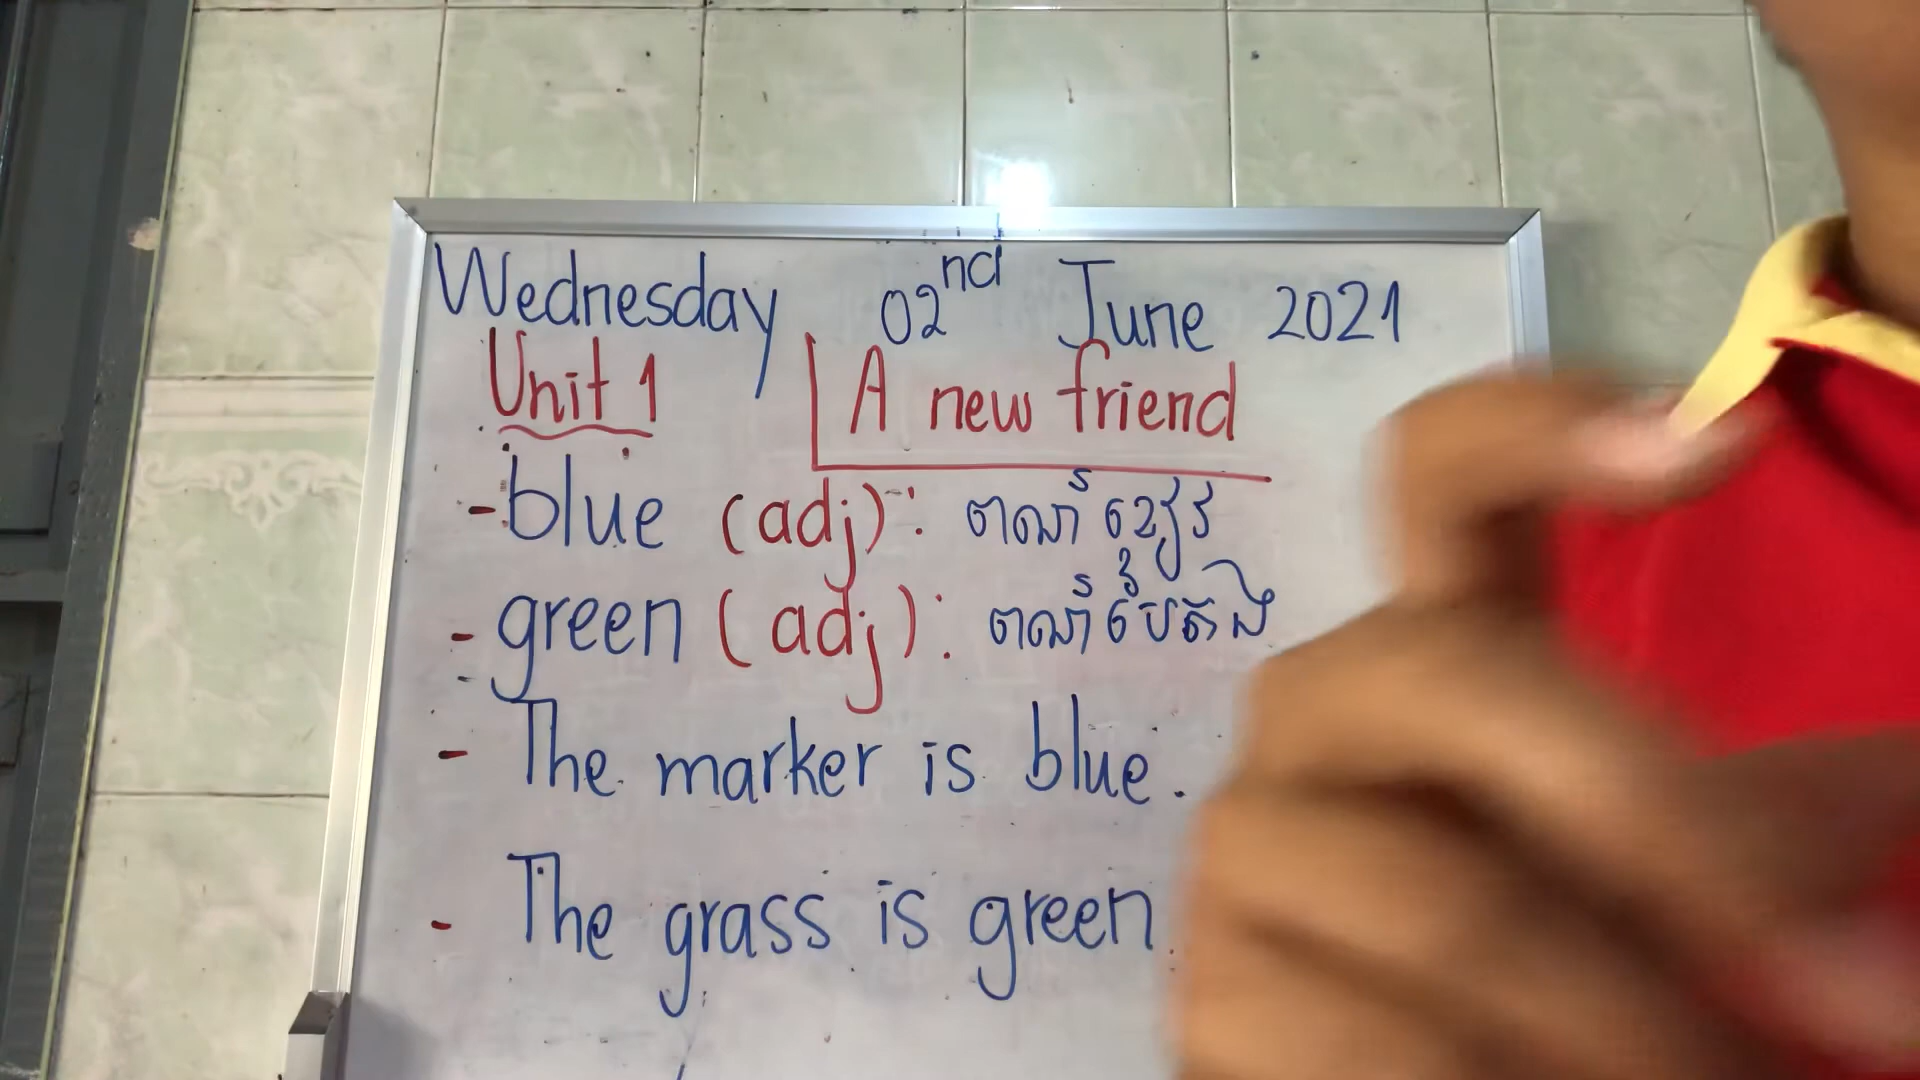 Wednesday 02nd June 2021
Unit 1 A new friend
- blue (adj): ពណ៌ខៀវ
- green (adj): ពណ៌បៃតង
- The marker is blue.
- The grass is green.